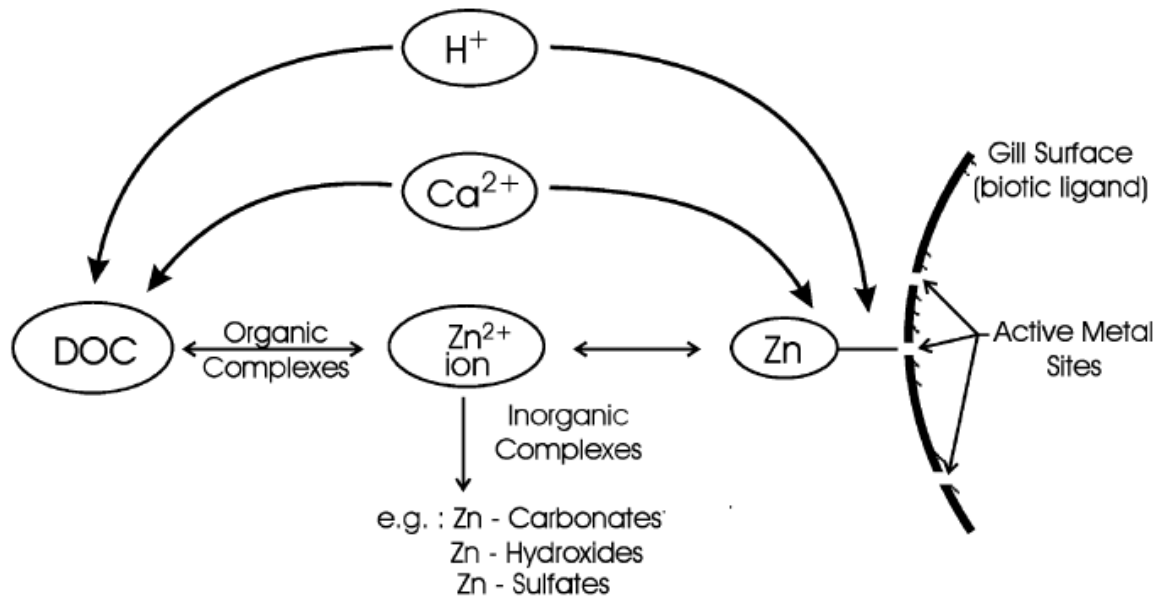 H+
Ca2+
Gill Surface
(biotic ligand)
DOC
Organic
Complexes
Zn2+
ion
Zn
Active Metal
Sites
Inorganic
Complexes
e.g. : Zn - Carbonates
Zn - Hydroxides
Zn - Sulfates